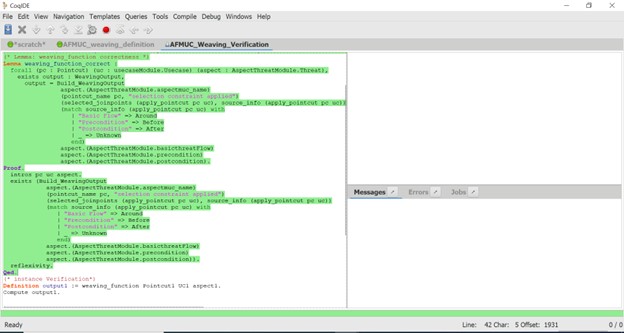 CoqIDE
File Edit View Navigation Templates Queries Tools Compile Debug Windows Help
*scratch* AFMUC_weaving_definition AFMUC_Weaving_Verification
(* Lemma: weaving_function correctness *)
Lemma weaving_function_correct :
forall (pc : Pointcut) (uc : usecaseModule.Usecase) (aspect : AspectThreatModule.Threat),
exists output : WeavingOutput,
output = Build_WeavingOutput
aspect.(AspectThreatModule.aspectmuc_name)
(pointcut_name pc, "selection constraint applied")
(selected_joinpoints (apply_pointcut pc uc), source_info (apply_pointcut pc uc))
(match source_info (apply_pointcut pc uc) with
| "Basic Flow" => Around
| "Precondition" => Before
| "Postcondition" => After
| _ => Unknown
end)
aspect.(AspectThreatModule.basicthreatFlow)
aspect.(AspectThreatModule.precondition)
aspect.(AspectThreatModule.postcondition).
Proof.
intros pc uc aspect.
exists (Build_WeavingOutput
aspect.(AspectThreatModule.aspectmuc_name)
(pointcut_name pc, "selection constraint applied")
(selected_joinpoints (apply_pointcut pc uc), source_info (apply_pointcut pc uc))
(match source_info (apply_pointcut pc uc) with
| "Basic Flow" => Around
| "Precondition" => Before
| "Postcondition" => After
| _ => Unknown
end)
aspect.(AspectThreatModule.basicthreatFlow)
aspect.(AspectThreatModule.precondition)
aspect.(AspectThreatModule.postcondition)).
reflexivity.
Qed.
(* instance Verification*)
Definition output1 := weaving_function Pointcut1 UC1 aspect1.
Compute output1.
Messages Errors Jobs
Ready Line: 42 Char: 5 Offset: 1931 0 / 0